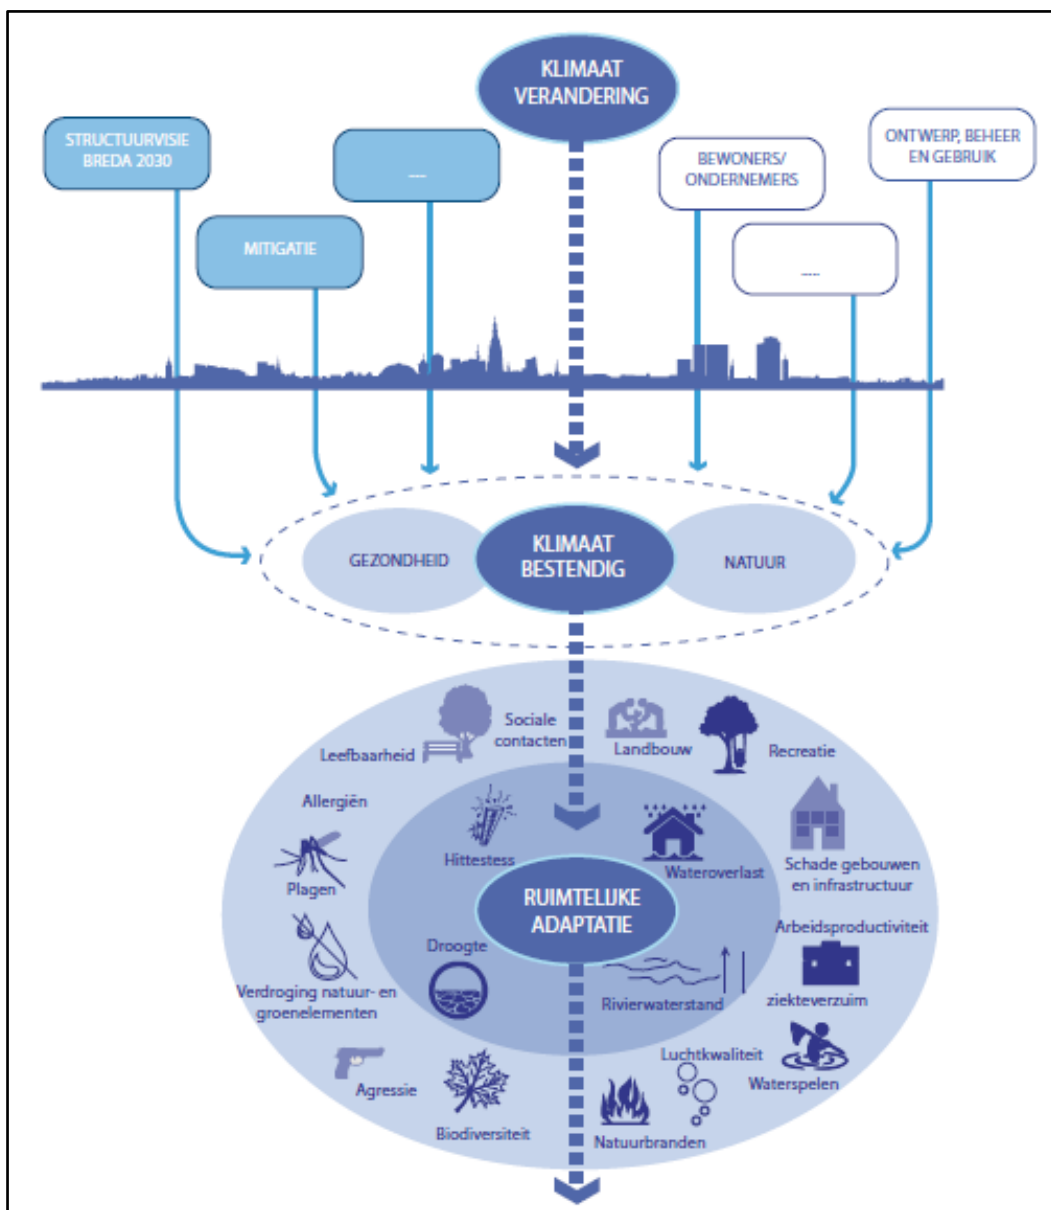 KLIMAAT
VERANDERING
STRUCTUURVISIE
BREDA 2030
MITIGATIE
__
BEWONERS/
ONDERNEMERS
ONTWERP, BEHEER
EN GEBRUIK
__
GEZONDHEID
KLIMAAT
BESTENDIG
NATUUR
Leefbaarheid
Sociale
contacten
Landbouw
Recreatie
Allergiën
Hittestess
Wateroverlast
Schade gebouwen
en infrastructuur
Plagen
RUIMTELIJKE
ADAPTATIE
Arbeidsproductiviteit
ziekteverzuim
Droogte
Verdroging natuur- en
groenelementen
Rivierwaterstand
Luchtkwaliteit
Waterspelen
Agressie
Biodiversiteit
Natuurbranden